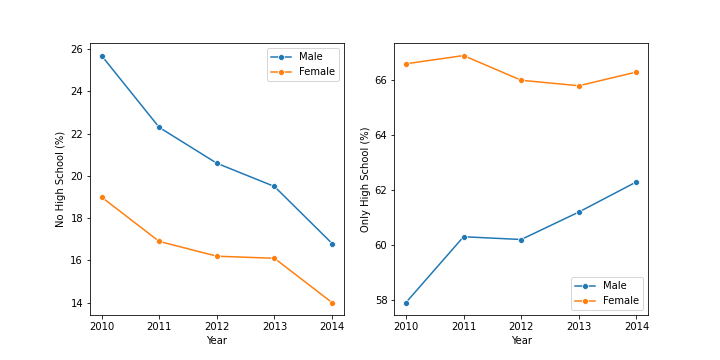 26
24
22
20
18
16
14
No High School (%)
2010 2011 2012 2013 2014
Year
Male
Female
66
64
62
60
58
Only High School (%)
2010 2011 2012 2013 2014
Year
Male
Female